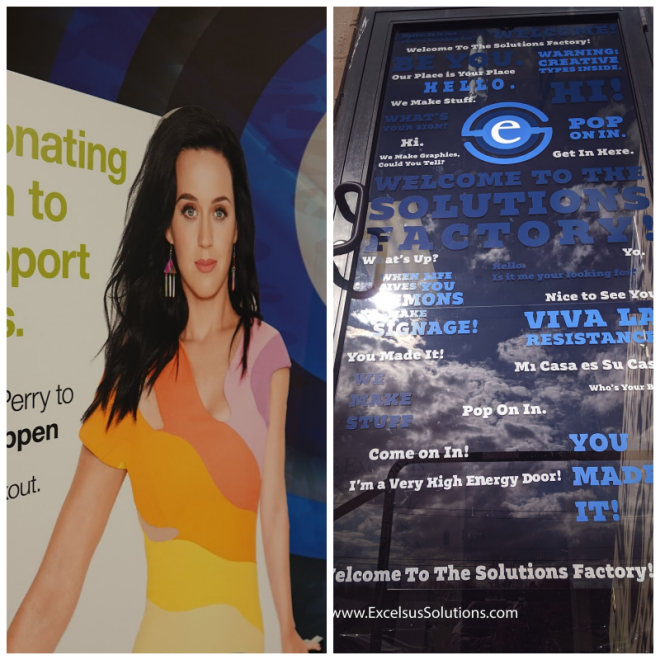 onating
n to
pport
s.
Perry to
open
kout.
WELCOME!
Welcome To The Solutions Factory!
BE YOU.
WARNING:
CREATIVE
TYPES INSIDE.
Our Place is Your Place
HELLO.
HI!
We Make Stuff.
WHAT'S
YOUR SIGN?
e
POP
ON IN.
Hi.
We Make Graphics,
Could You Tell?
Get In Here.
WELCOME TO THE
SOLUTIONS
FACTORY!
What's Up?
Yo.
Hello.
Is it me your looking for?
WHEN LIFE
GIVES YOU
LEMONS
MAKE
SIGNAGE!
Nice to See You
VIVA LA
RESISTANCE
You Made It!
Mi Casa es Su Cas
WE
MAKE
STUFF
Who's Your B
Pop On In.
Come on In!
YOU
MADE
IT!
I'm a Very High Energy Door!
Welcome To The Solutions Factory!
www.ExcelsusSolutions.com